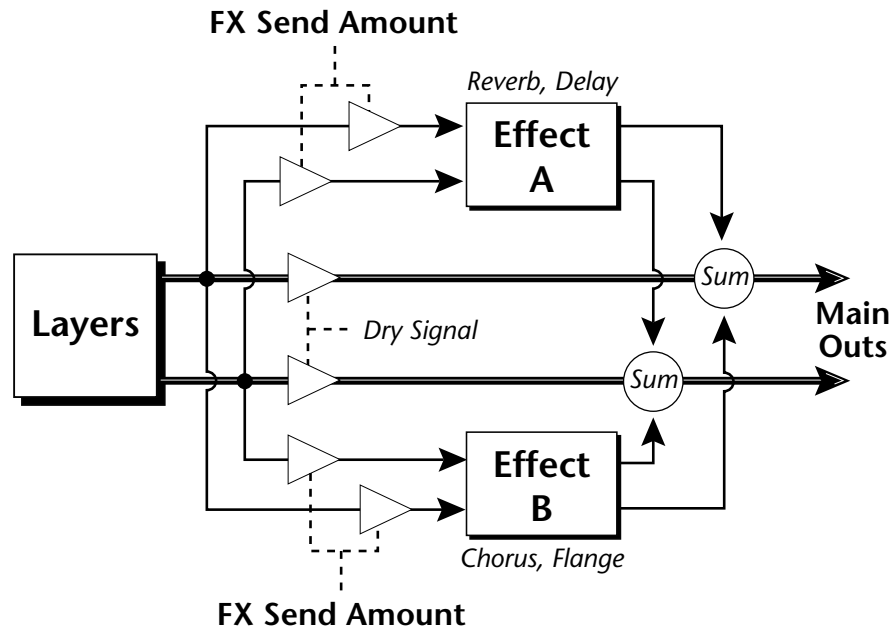 FX Send Amount
Reverb, Delay
Effect
A
Layers
Sum
Dry Signal
Main
Outs
Sum
Effect
B
Chorus, Flange
FX Send Amount